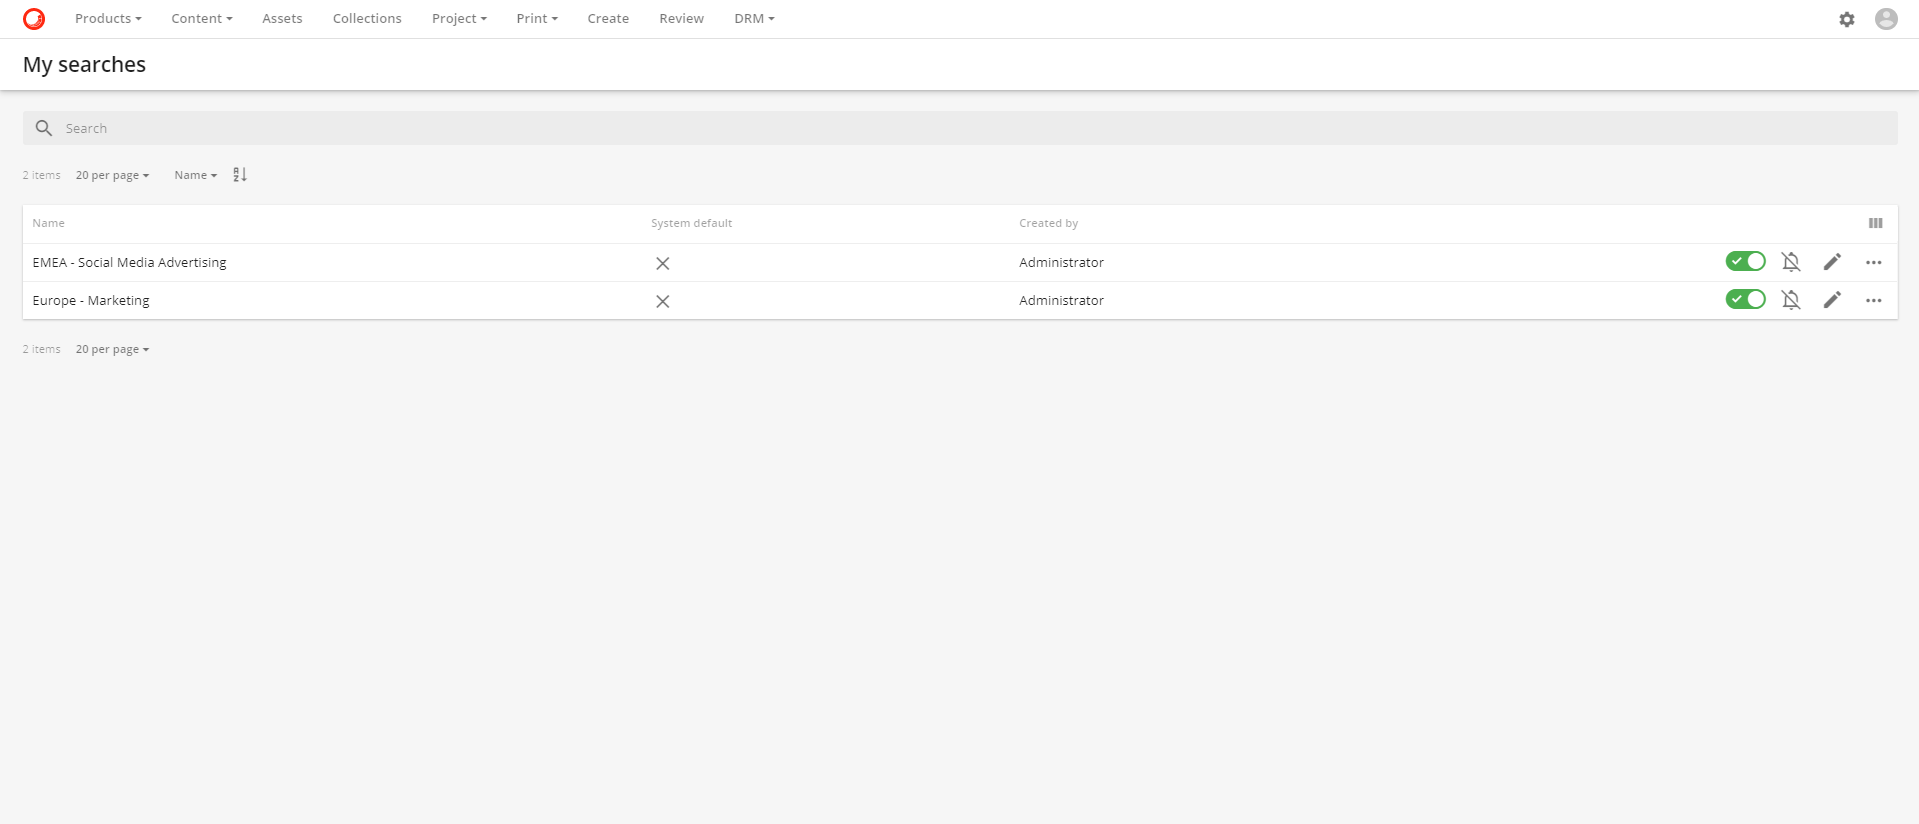 Products Content Assets Collections Project Print Create Review DRM
My searches
Search
2 items 20 per page Name
Name System default Created by
EMEA - Social Media Advertising Administrator
Europe - Marketing Administrator
2 items 20 per page